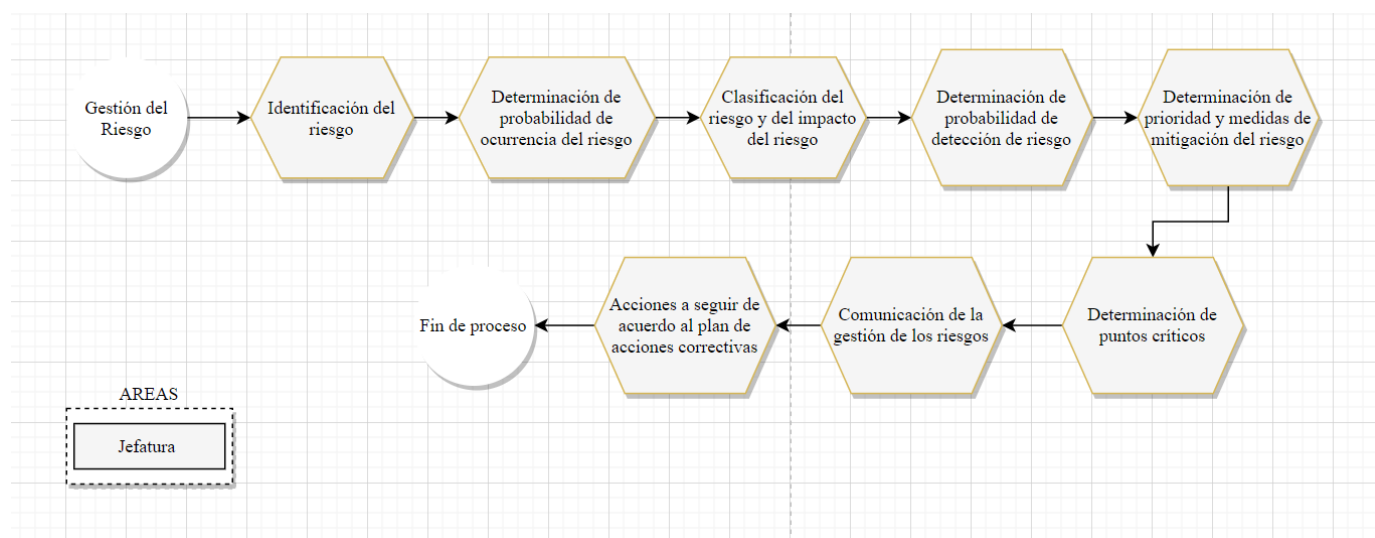 Gestión del
Riesgo
Identificación del
riesgo
Determinación de
probabilidad de
ocurrencia del riesgo
Clasificación del
riesgo y del impacto
del riesgo
Determinación de
probabilidad de
detección de riesgo
Determinación de
prioridad y medidas de
mitigación del riesgo
Determinación de
puntos críticos
Comunicación de la
gestión de los riesgos
Acciones a seguir de
acuerdo al plan de
acciones correctivas
Fin de proceso
AREAS
Jefatura